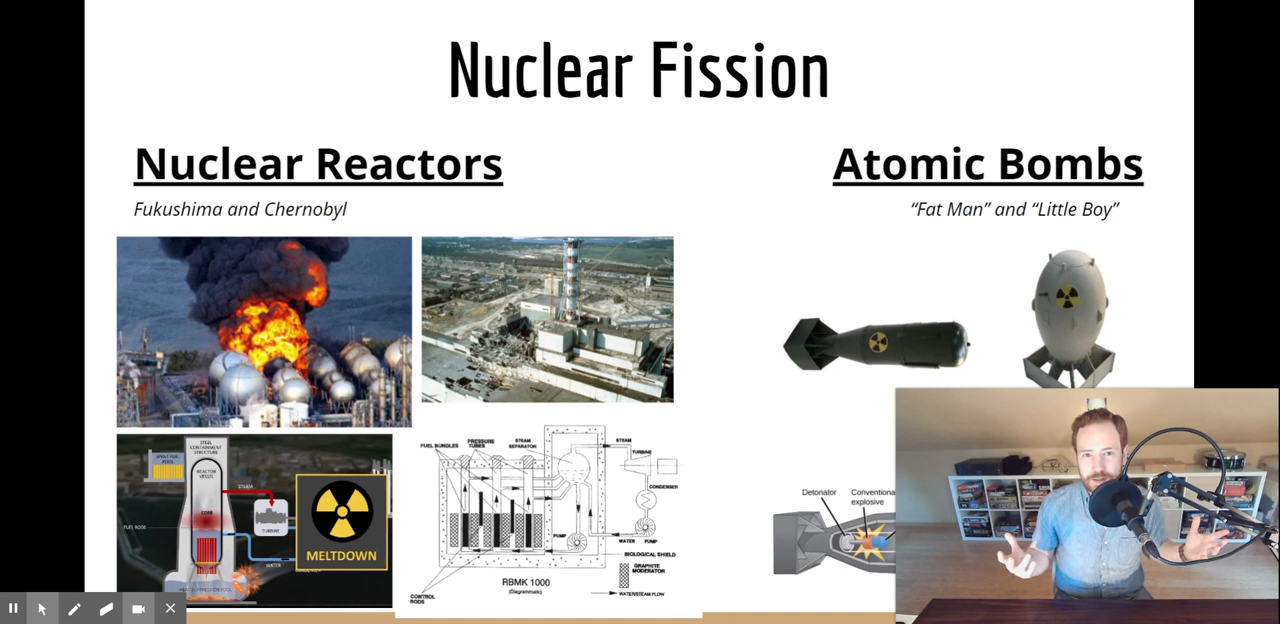 Nuclear Fission
Nuclear Reactors
Atomic Bombs
Fukushima and Chernobyl
“Fat Man” and “Little Boy”
STEEL
CONTAINMENT
STRUCTURE
SPENT FUEL
POOL
REACTOR
VESSEL
STEAM
CORE
TURBINE
FUEL RODS
WATER
MELTDOWN
FUEL BUNDLES
PRESSURE
TUBES
STEAM
SEPARATOR
STEAM
TURBINE
CONDENSER
PUMP
WATER
PUMP
BIOLOGICAL SHIELD
GRAPHITE
MODERATOR
RBMK 1000
(Diagrammatic)
WATER/STEAM FLOW
CONTROL
RODS
Detonator
Conventiona
explosive